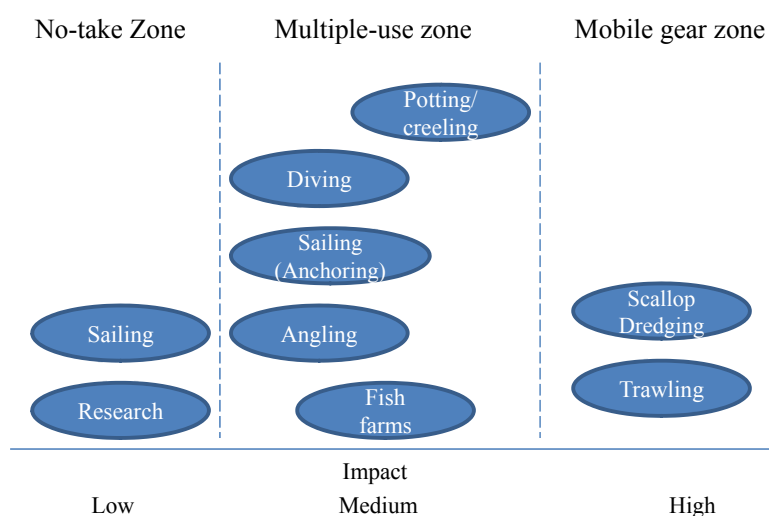 No-take Zone
Multiple-use zone
Mobile gear zone
Potting/
creeling
Diving
Sailing
(Anchoring)
Sailing
Angling
Scallop
Dredging
Research
Fish
farms
Trawling
Impact
Low
Medium
High